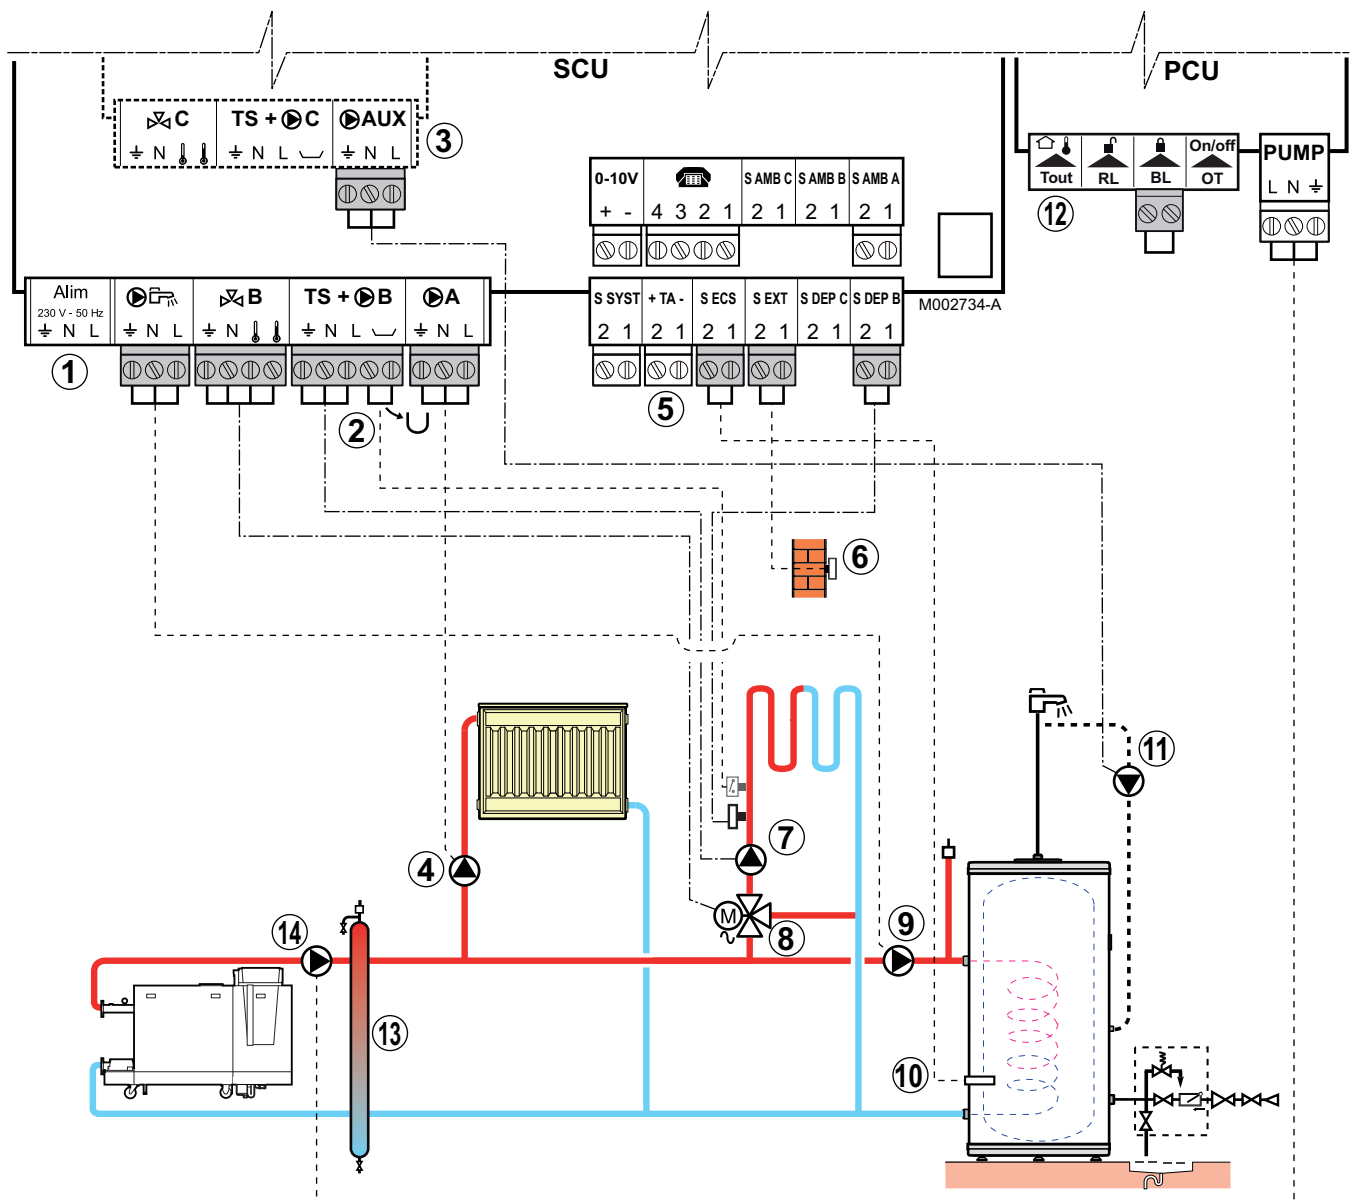 SCU
PCU
C
TS + C
AUX
N
N L
N L
3
0-10V
S AMB C
S AMB B
S AMB A
+ -
4 3 2 1
2 1
2 1
2 1
On/off
Tout
RL
BL
OT
12
PUMP
L N
M002734-A
Alim
230 V - 50 Hz
N L
N L
B
N
TS + B
N L
A
N L
S SYST
+ TA -
S ECS
S EXT
S DEP C
S DEP B
2 1
2 1
2 1
2 1
2 1
2 1
1
2
5
6
11
7
4
M
8
9
14
13
10